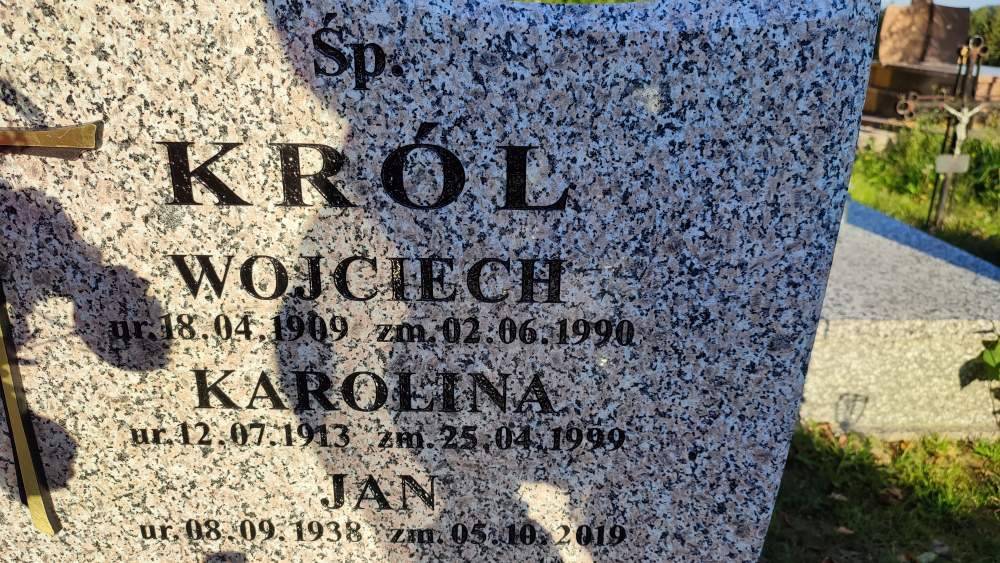 Śp.
KRÓL
WOJCIECH
ur.18.04.1909 zm.02.06.1990
KAROLINA
ur.12.07.1913 zm.25.04.1999
JAN
ur.08.09.1938 zm.05.10.2019